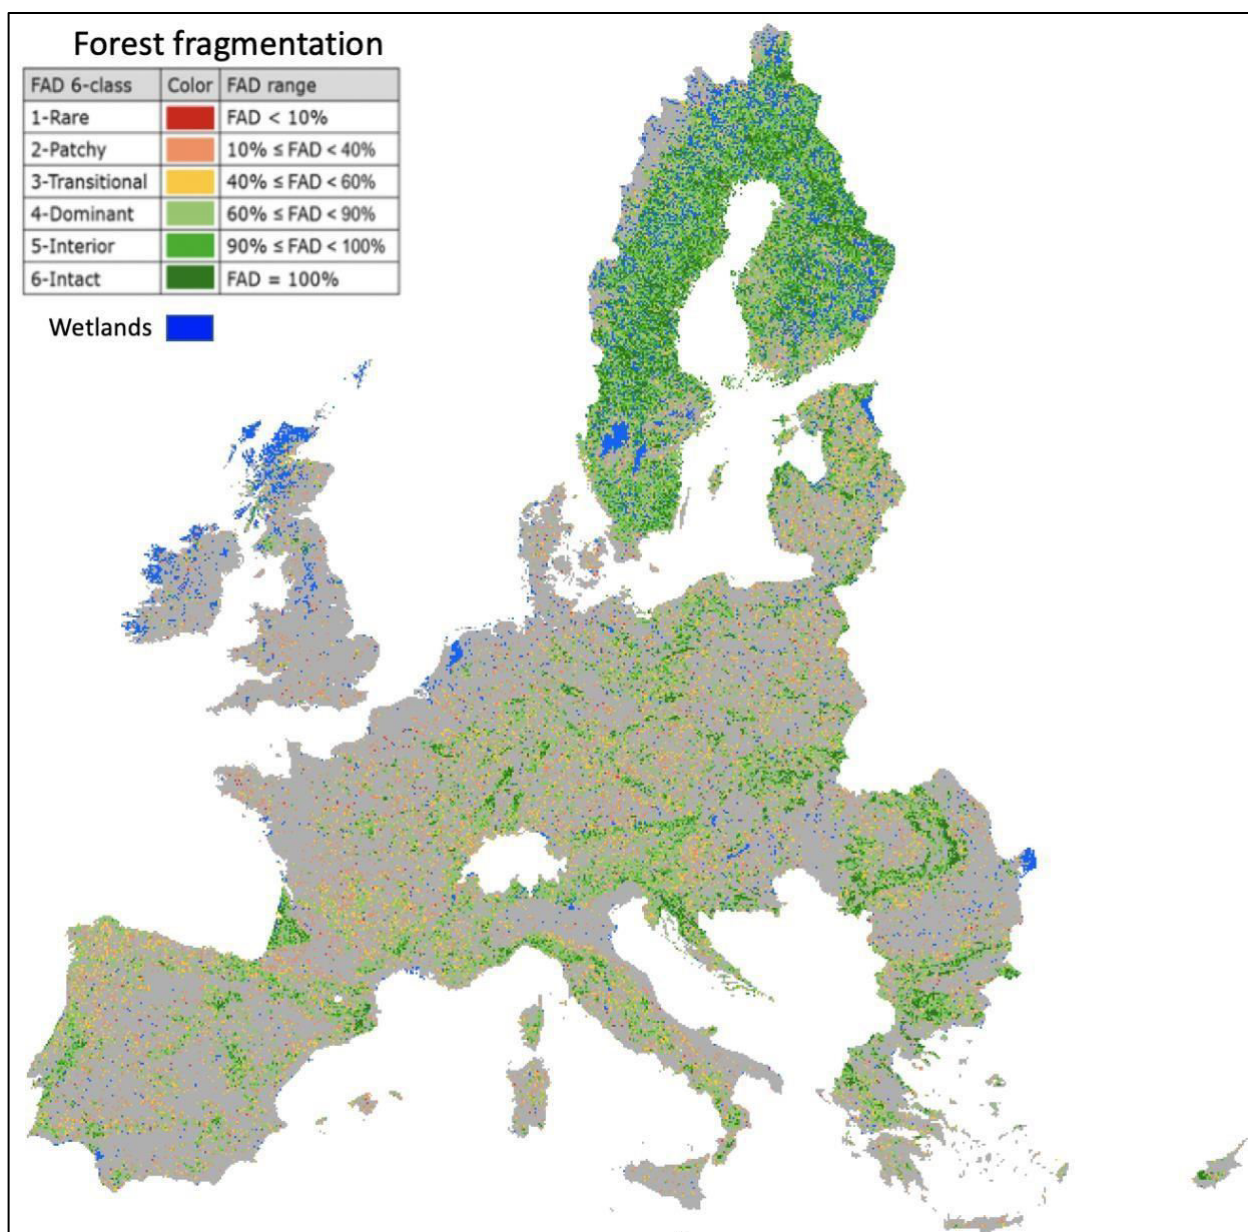 Forest fragmentation
FAD 6-class Color FAD range
1-Rare FAD < 10%
2-Patchy 10% ≤ FAD < 40%
3-Transitional 40% ≤ FAD < 60%
4-Dominant 60% ≤ FAD < 90%
5-Interior 90% ≤ FAD < 100%
6-Intact FAD = 100%
Wetlands